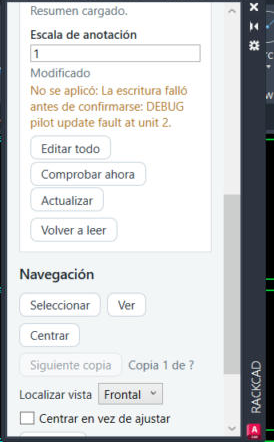 Resumen cargado.
Escala de anotación
1
Modificado
No se aplicó: La escritura falló
antes de confirmarse: DEBUG
pilot update fault at unit 2.
Editar todo
Comprobar ahora
Actualizar
Volver a leer
Navegación
Seleccionar Ver
Centrar
Siguiente copia Copia 1 de ?
Localizar vista Frontal
Centrar en vez de ajustar
RACKCAD